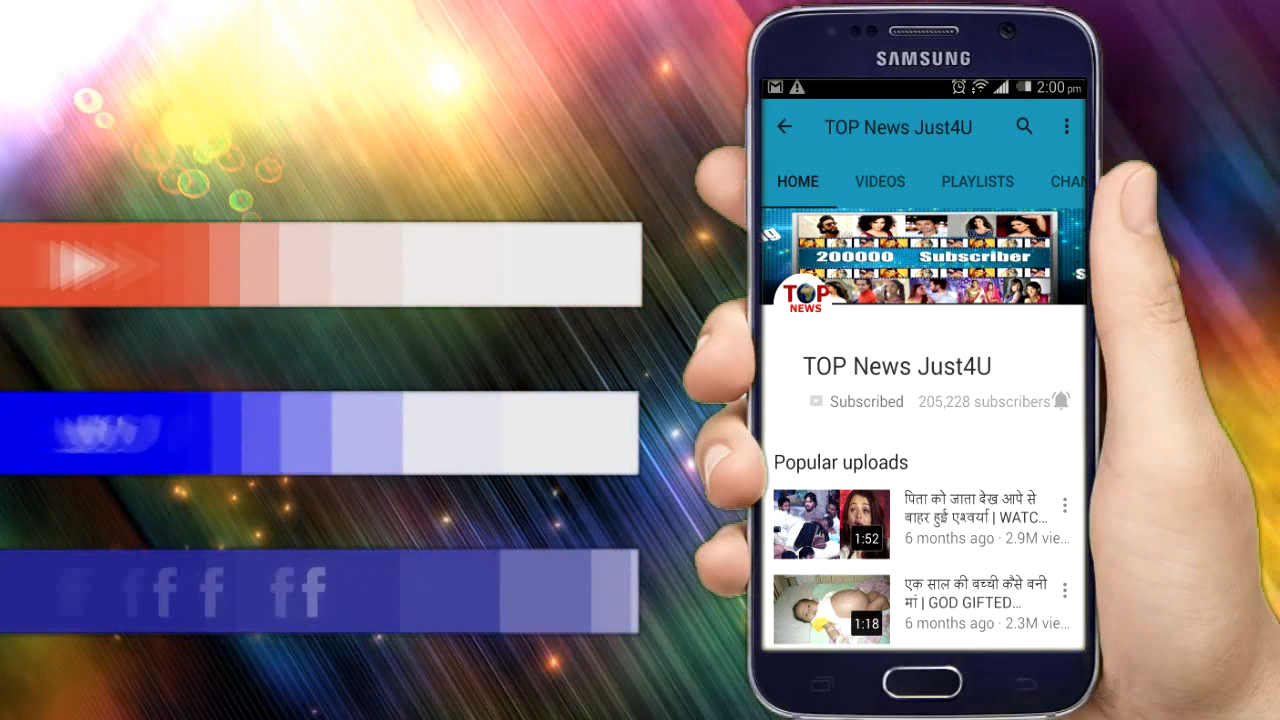 SAMSUNG
2:00 pm
TOP News Just4U
HOME VIDEOS PLAYLISTS CHAN
200000 Subscriber
TOP
NEWS
TOP News Just4U
Subscribed 205,228 subscribers
Popular uploads
पिता को जाता देख आपे से
बाहर हुई एश्वर्या | WATC...
6 months ago · 2.9M vie...
1:52
एक साल की बच्ची कैसे बनी
मां | GOD GIFTED...
6 months ago · 2.3M vie...
1:18
f f f f f f